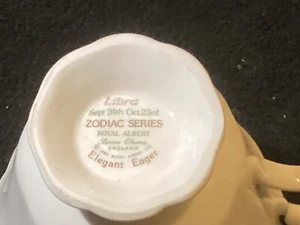 Libra
Sept 24th Oct 23rd
ZODIAC SERIES
ROYAL ALBERT
Bone China
ENGLAND
Elegant Eager